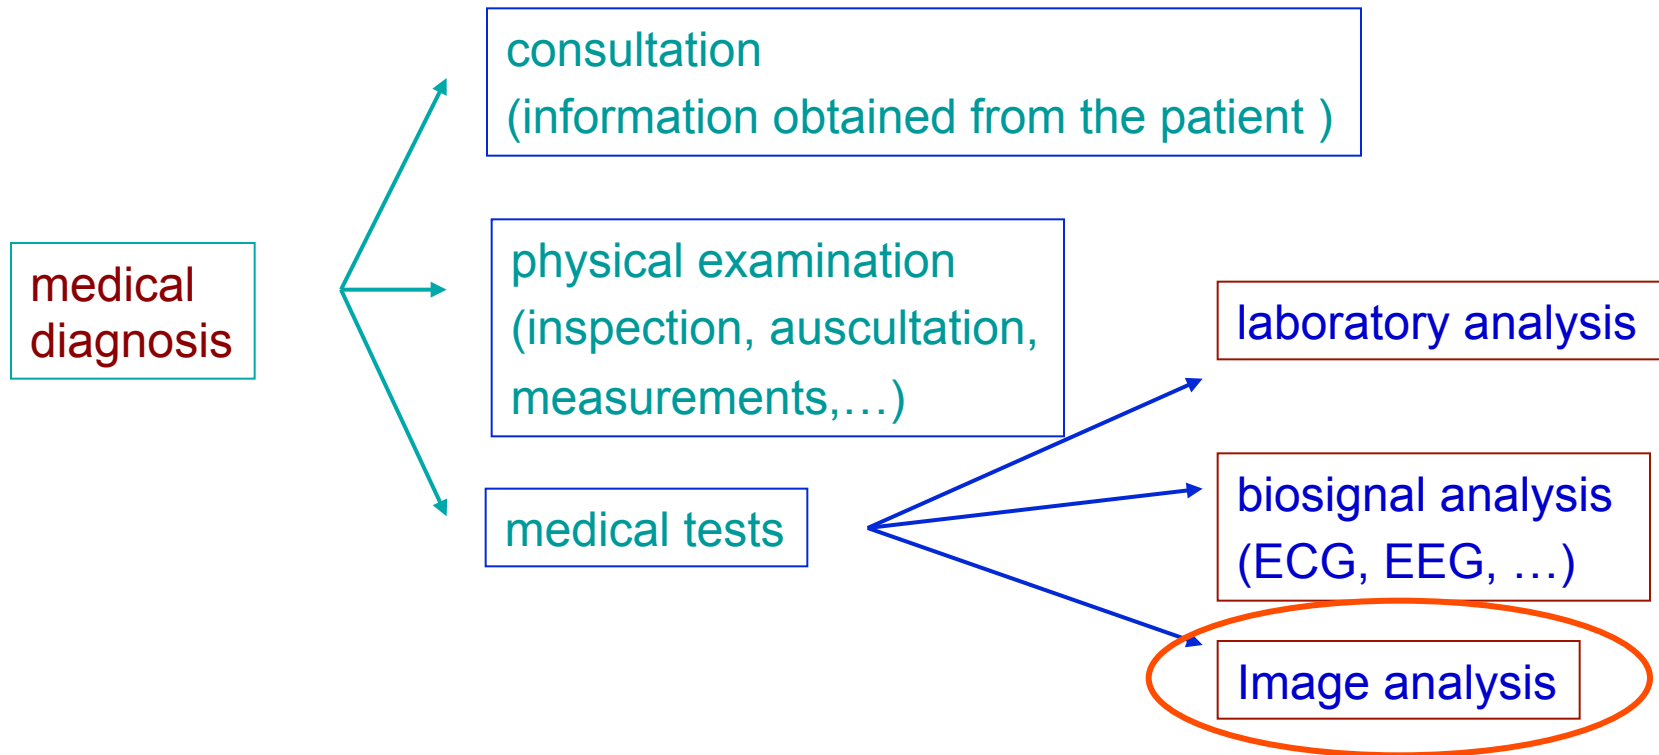 consultation
(information obtained from the patient )
medical
diagnosis
physical examination
(inspection, auscultation,
measurements,…)
medical tests
laboratory analysis
biosignal analysis
(ECG, EEG, …)
Image analysis